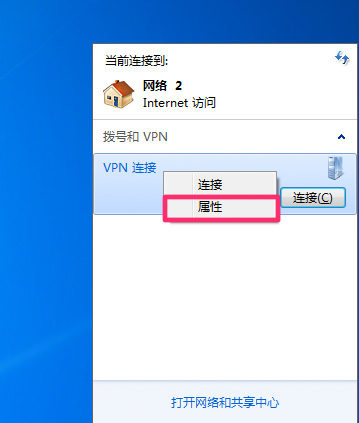 当前连接到:
网络 2
Internet 访问
拨号和 VPN
VPN 连接
连接
连接(C)
属性
打开网络和共享中心